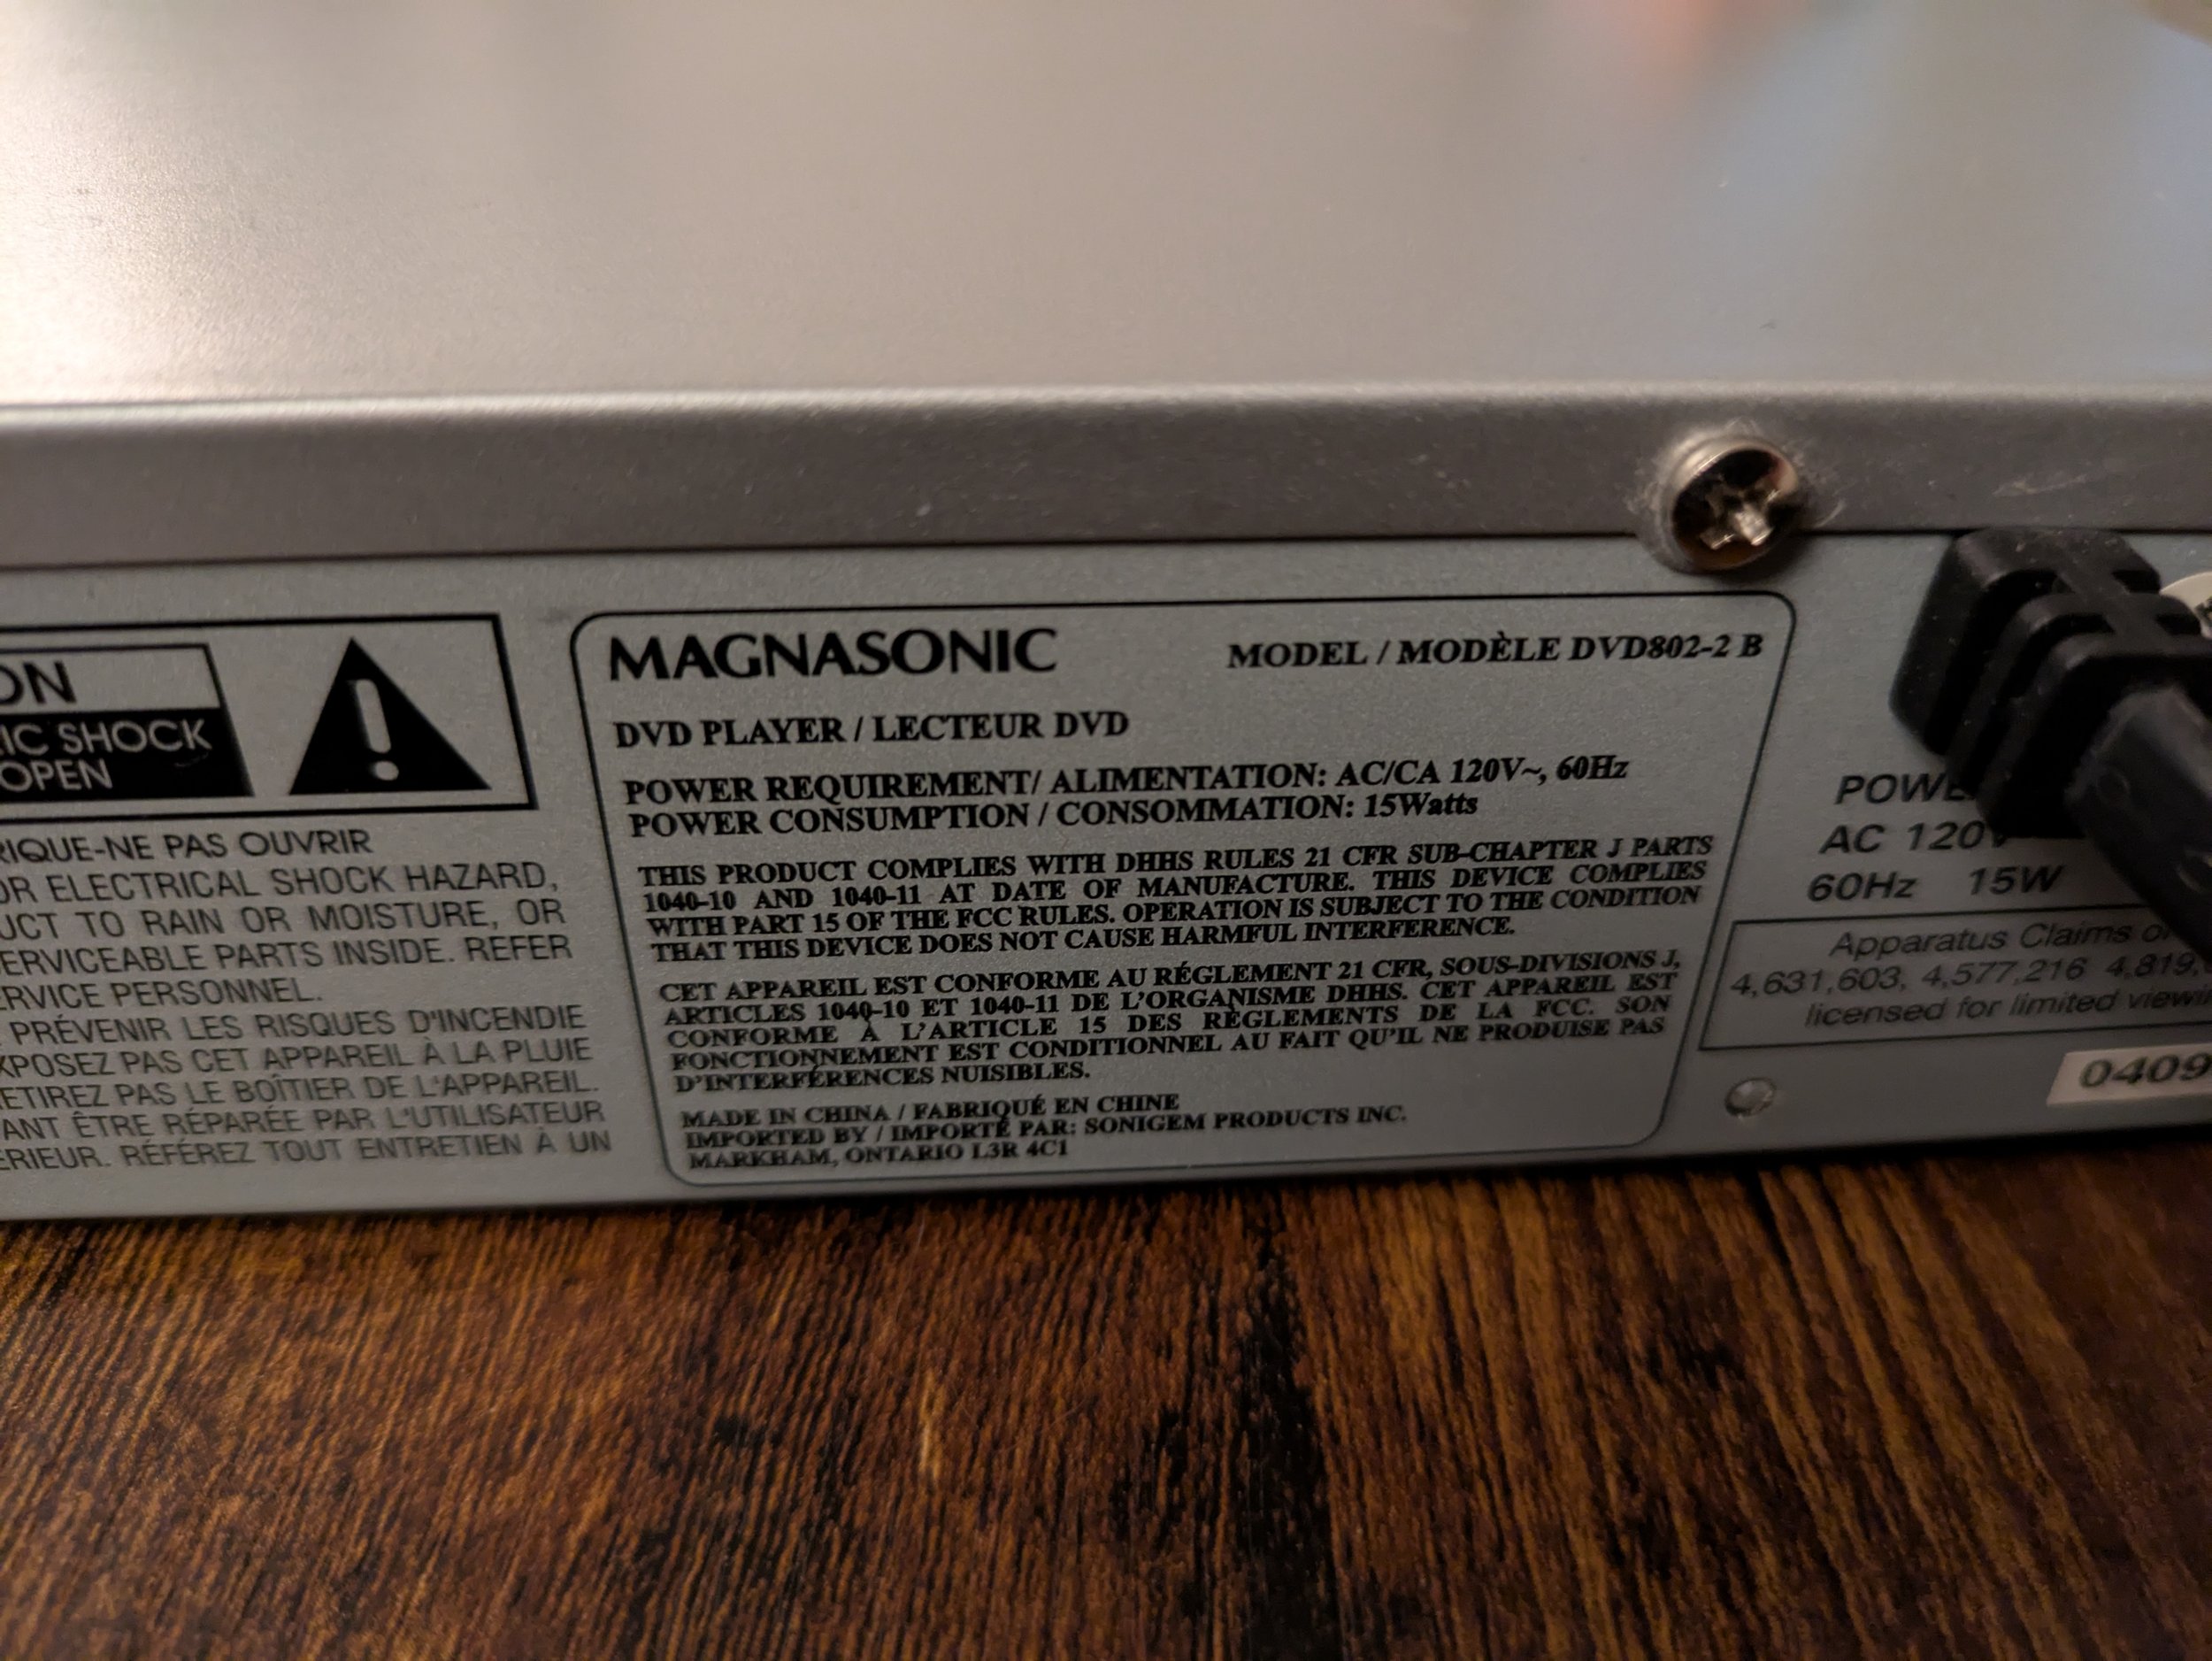 ON
IC SHOCK
OPEN
RIQUE-NE PAS OUVRIR
OR ELECTRICAL SHOCK HAZARD,
UCT TO RAIN OR MOISTURE, OR
ERVICEABLE PARTS INSIDE. REFER
ERVICE PERSONNEL.
PRÉVENIR LES RISQUES D'INCENDIE
XPOSEZ PAS CET APPAREIL À LA PLUIE
RETIREZ PAS LE BOÎTIER DE L'APPAREIL.
ANT ÊTRE RÉPARÉE PAR L'UTILISATEUR
ÉRIEUR. RÉFÉREZ TOUT ENTRETIEN À UN
MAGNASONIC
MODEL / MODÈLE DVD802-2 B
DVD PLAYER / LECTEUR DVD
POWER REQUIREMENT/ ALIMENTATION: AC/CA 120V~, 60Hz
POWER CONSUMPTION / CONSOMMATION: 15Watts
THIS PRODUCT COMPLIES WITH DHHS RULES 21 CFR SUB-CHAPTER J PARTS
1040-10 AND 1040-11 AT DATE OF MANUFACTURE. THIS DEVICE COMPLIES
WITH PART 15 OF THE FCC RULES. OPERATION IS SUBJECT TO THE CONDITION
THAT THIS DEVICE DOES NOT CAUSE HARMFUL INTERFERENCE.
CET APPAREIL EST CONFORME AU RÉGLEMENT 21 CFR, SOUS-DIVISIONS J,
ARTICLES 1040-10 ET 1040-11 DE L'ORGANISME DHHS. CET APPAREIL EST
CONFORME À L'ARTICLE 15 DES RÈGLEMENTS DE LA FCC. SON
FONCTIONNEMENT EST CONDITIONNEL AU FAIT QU'IL NE PRODUISE PAS
D'INTERFÉRENCES NUISIBLES.
MADE IN CHINA / FABRIQUÉ EN CHINE
IMPORTED BY / IMPORTÉ PAR: SONIGEM PRODUCTS INC.
MARKHAM, ONTARIO L3R 4C1
POWE
AC 120V
60Hz 15W
Apparatus Claims o
4,631,603, 4,577,216 4,819,
licensed for limited viewi
0409